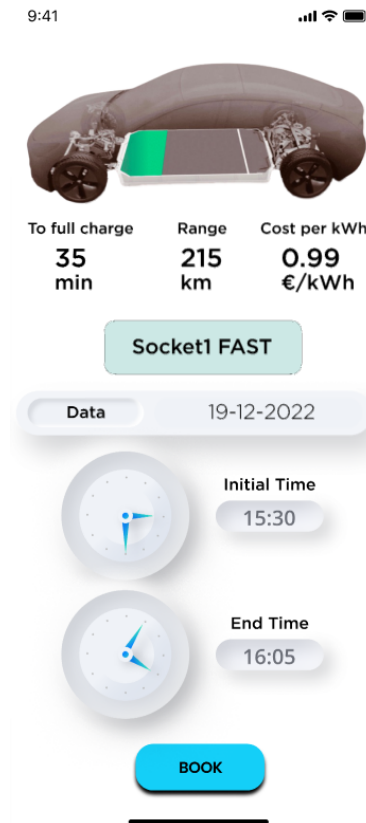 9:41
To full charge Range Cost per kWh
35 215 0.99
min km €/kWh
Socket1 FAST
Data 19-12-2022
Initial Time
15:30
End Time
16:05
BOOK